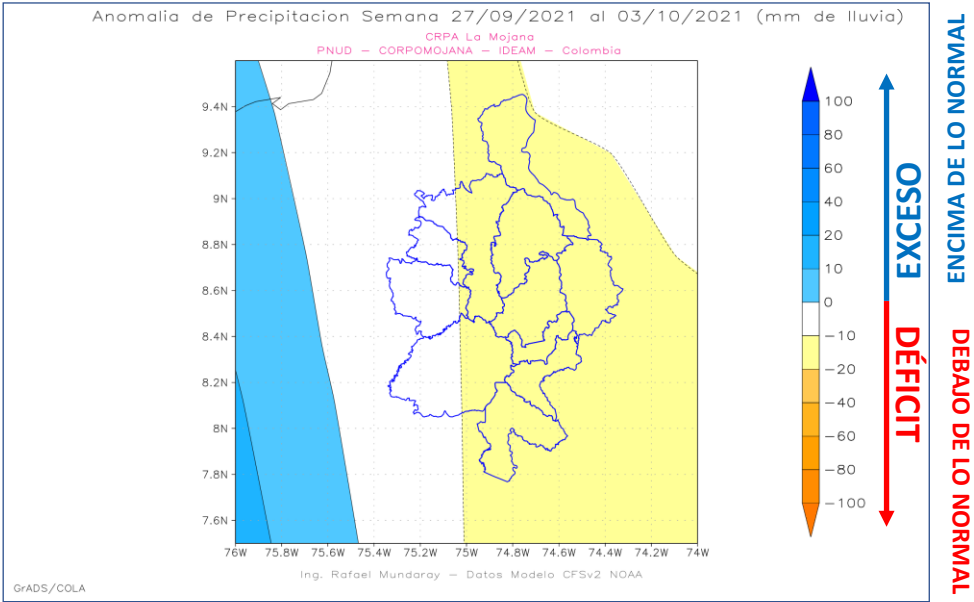 Anomalia de Precipitacion Semana 27/09/2021 al 03/10/2021 (mm de lluvia)
CRPA La Mojana
PNUD – CORPOMOJANA – IDEAM – Colombia
9.4N
9.2N
9N
8.8N
8.6N
8.4N
8.2N
8N
7.8N
7.6N
76W 75.8W 75.6W 75.4W 75.2W 75W 74.8W 74.6W 74.4W 74.2W 74W
Ing. Rafael Mundaray – Datos Modelo CFSv2 NOAA
GrADS/COLA
100
80
60
40
20
10
0
−10
−20
−40
−60
−80
−100
EXCESO
DÉFICIT
ENCIMA DE LO NORMAL
DEBAJO DE LO NORMAL